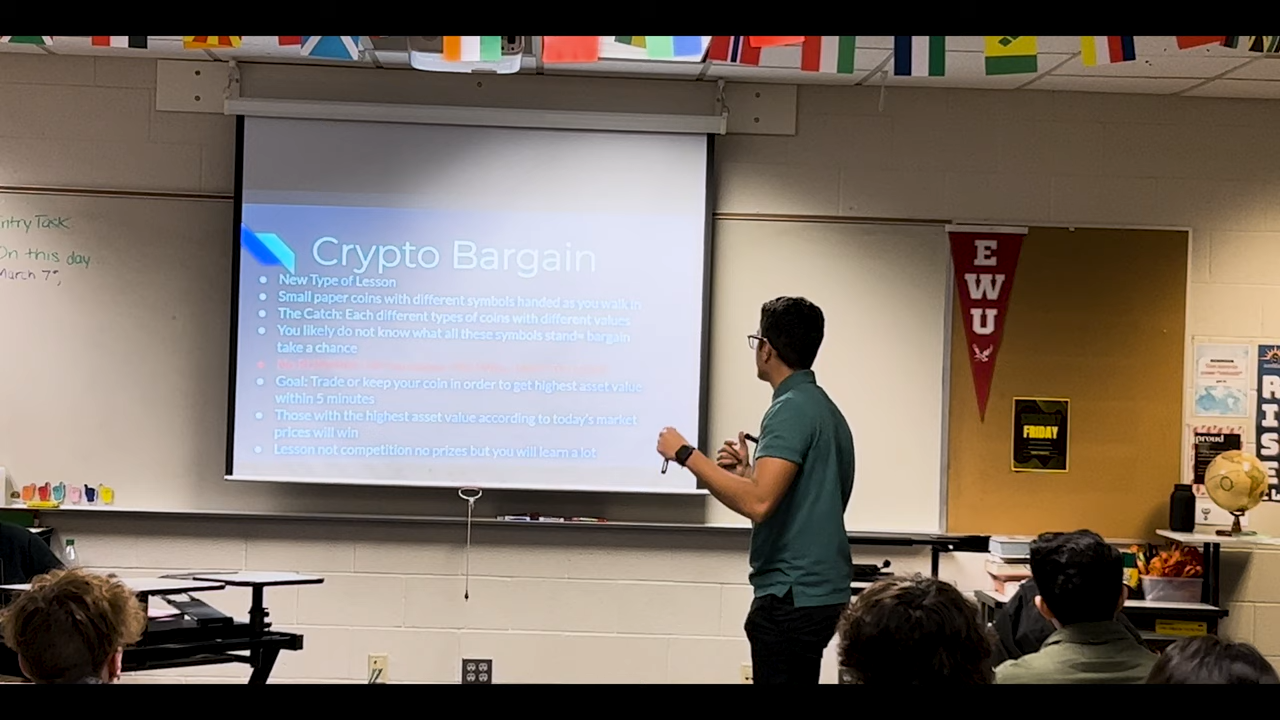 ntry Task
On this day
March 7th,
Crypto Bargain
New Type of Lesson
Small paper coins with different symbols handed as you walk in
The Catch: Each different types of coins with different values
You likely do not know what all these symbols stand= bargain
take a chance
Goal: Trade or keep your coin in order to get highest asset value
within 5 minutes
Those with the highest asset value according to today's market
prices will win
Lesson not competition no prizes but you will learn a lot
EWU
FRIDAY
proud
RISE